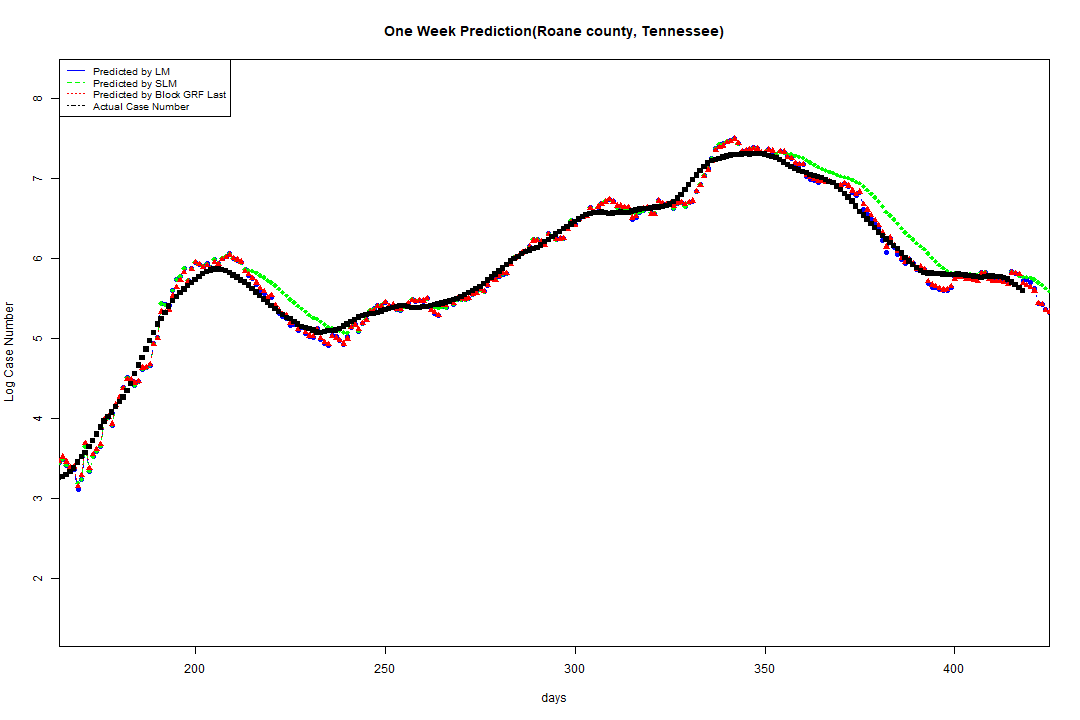 One Week Prediction(Roane county, Tennessee)
Predicted by LM
Predicted by SLM
Predicted by Block GRF Last
Actual Case Number
8
7
6
5
4
3
2
Log Case Number
200 250 300 350 400
days